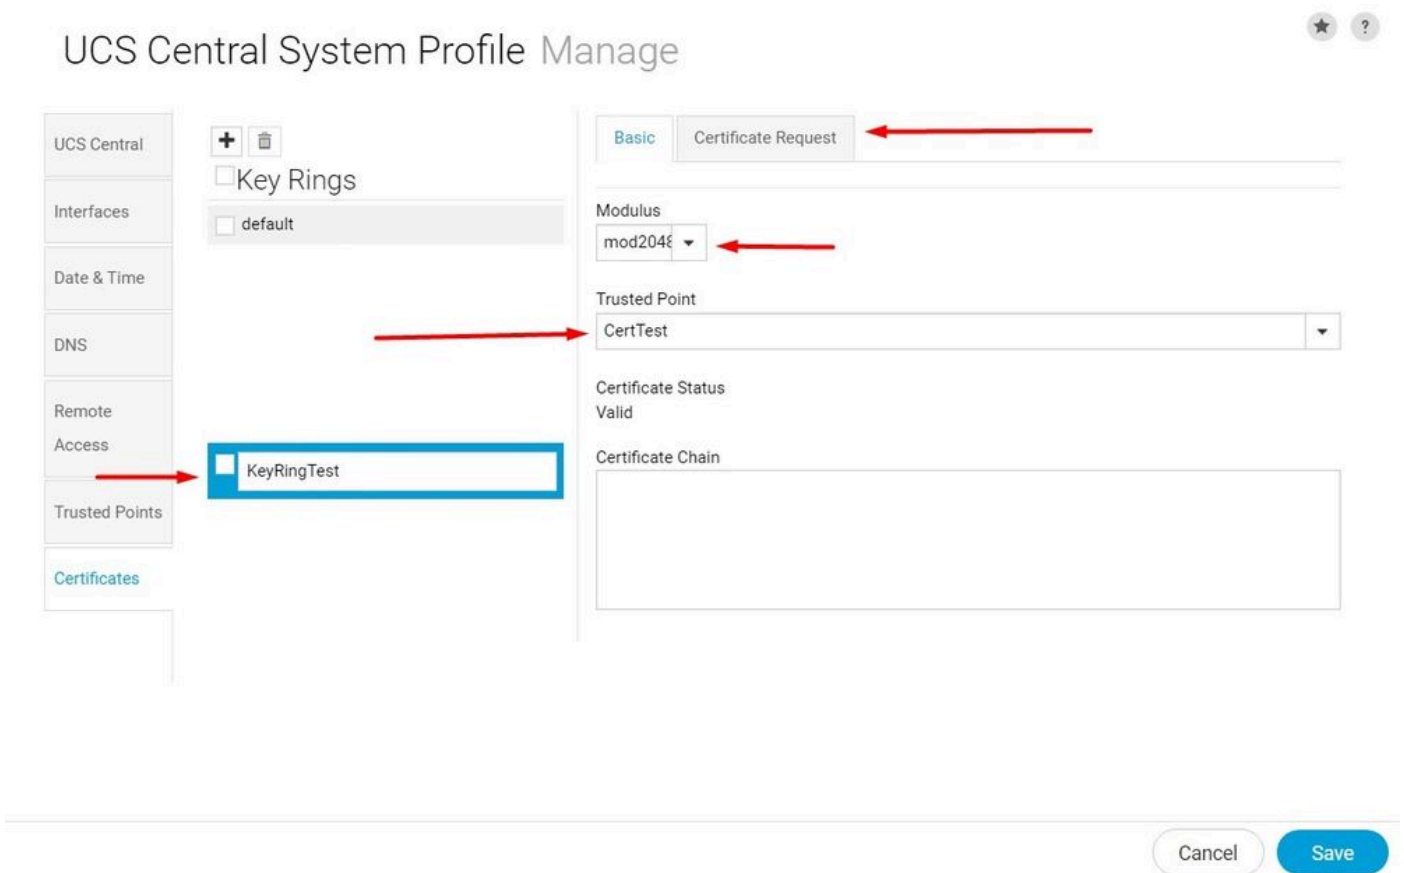 UCS Central System Profile Manage
?
UCS Central
Interfaces
Date & Time
DNS
Remote
Access
Trusted Points
Certificates
Key Rings
default
KeyRingTest
Basic
Certificate Request
Modulus
mod2048
Trusted Point
CertTest
Certificate Status
Valid
Certificate Chain
Cancel
Save